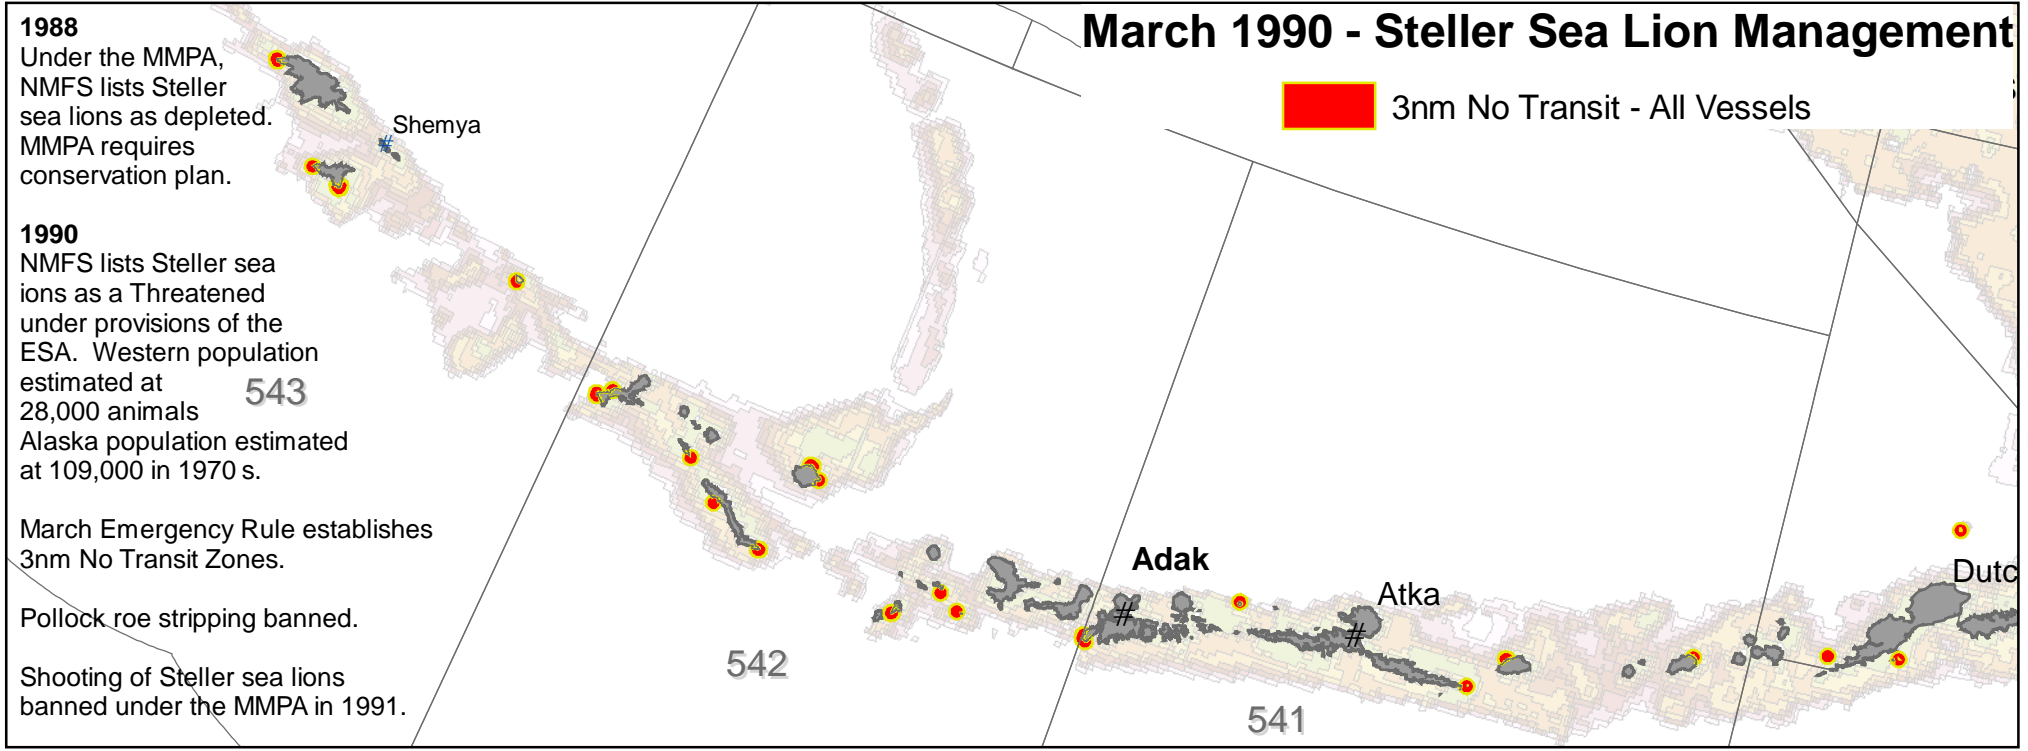 March 1990 - Steller Sea Lion Management
3nm No Transit - All Vessels
1988
Under the MMPA,
NMFS lists Steller
sea lions as depleted.
MMPA requires
conservation plan.
1990
NMFS lists Steller sea
ions as a Threatened
under provisions of the
ESA.  Western population
estimated at
28,000 animals
Alaska population estimated
at 109,000 in 1970 s.
March Emergency Rule establishes
3nm No Transit Zones.
Pollock roe stripping banned.
Shooting of Steller sea lions
banned under the MMPA in 1991.
# Shemya
543
542
Adak
#
Atka
#
541
Dutc